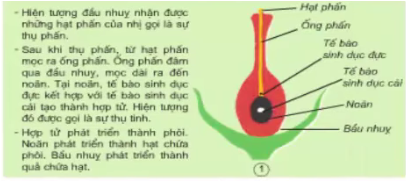 - Hiện tượng đầu nhuỵ nhận được
những hạt phấn của nhị gọi là sự
thụ phấn.
- Sau khi thụ phấn, từ hạt phấn
mọc ra ống phấn. Ống phấn đâm
qua đầu nhuỵ, mọc dài ra đến
noãn. Tại noãn, tế bào sinh dục
đực kết hợp với tế bào sinh dục
cái tạo thành hợp tử. Hiện tượng
đó được gọi là sự thụ tinh.
- Hợp tử phát triển thành phôi.
Noãn phát triển thành hạt chứa
phôi. Bầu nhuỵ phát triển thành
quả chứa hạt.
Hạt phấn
Ống phấn
Tế bào
sinh dục đực
Tế bào
sinh dục cái
Noãn
Bầu nhuỵ
1